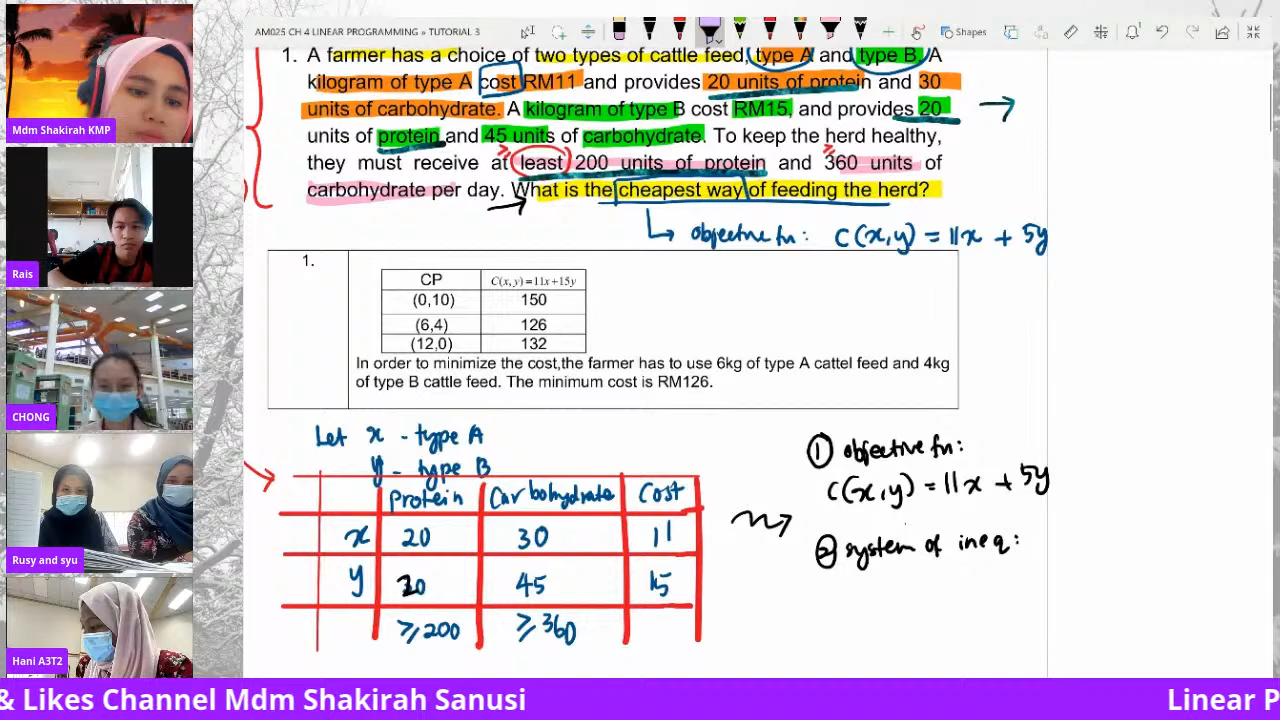 AM025 CH 4 LINEAR PROGRAMMING » TUTORIAL 3
Shapes
1. A farmer has a choice of two types of cattle feed, type A and type B. A
kilogram of type A cost RM11 and provides 20 units of protein and 30
units of carbohydrate. A kilogram of type B cost RM15, and provides 20
units of protein and 45 units of carbohydrate. To keep the herd healthy,
they must receive at least 200 units of protein and 360 units of
carbohydrate per day. What is the cheapest way of feeding the herd?
≥ ≥
objective fn: C(x,y) = 11x + 5y
1.
CP C(x,y)=11x+15y
(0,10) 150
(6,4) 126
(12,0) 132
In order to minimize the cost,the farmer has to use 6kg of type A cattel feed and 4kg
of type B cattle feed. The minimum cost is RM126.
Let x - type A
y - type B
Protein Carbohydrate Cost
x 20 30 11
y 20 45 15
≥200 ≥360
① objective fn:
C(x,y) = 11x + 5y
② system of ineq:
Mdm Shakirah KMP
Rais
CHONG
Rusy and syu
Hani A3T2
& Likes Channel Mdm Shakirah Sanusi
Linear P